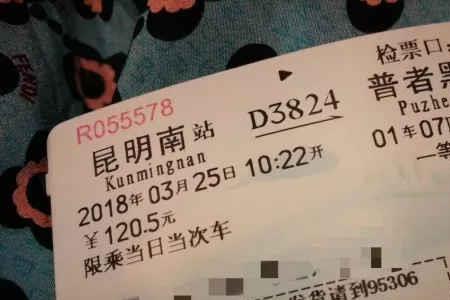 R055578
检票口
昆明南站 D3824 普者黑
Kunmingnan Puzhe
2018年03月25日10:22开 01车07
￥120.5元 一等
限乘当日当次车
请到95306